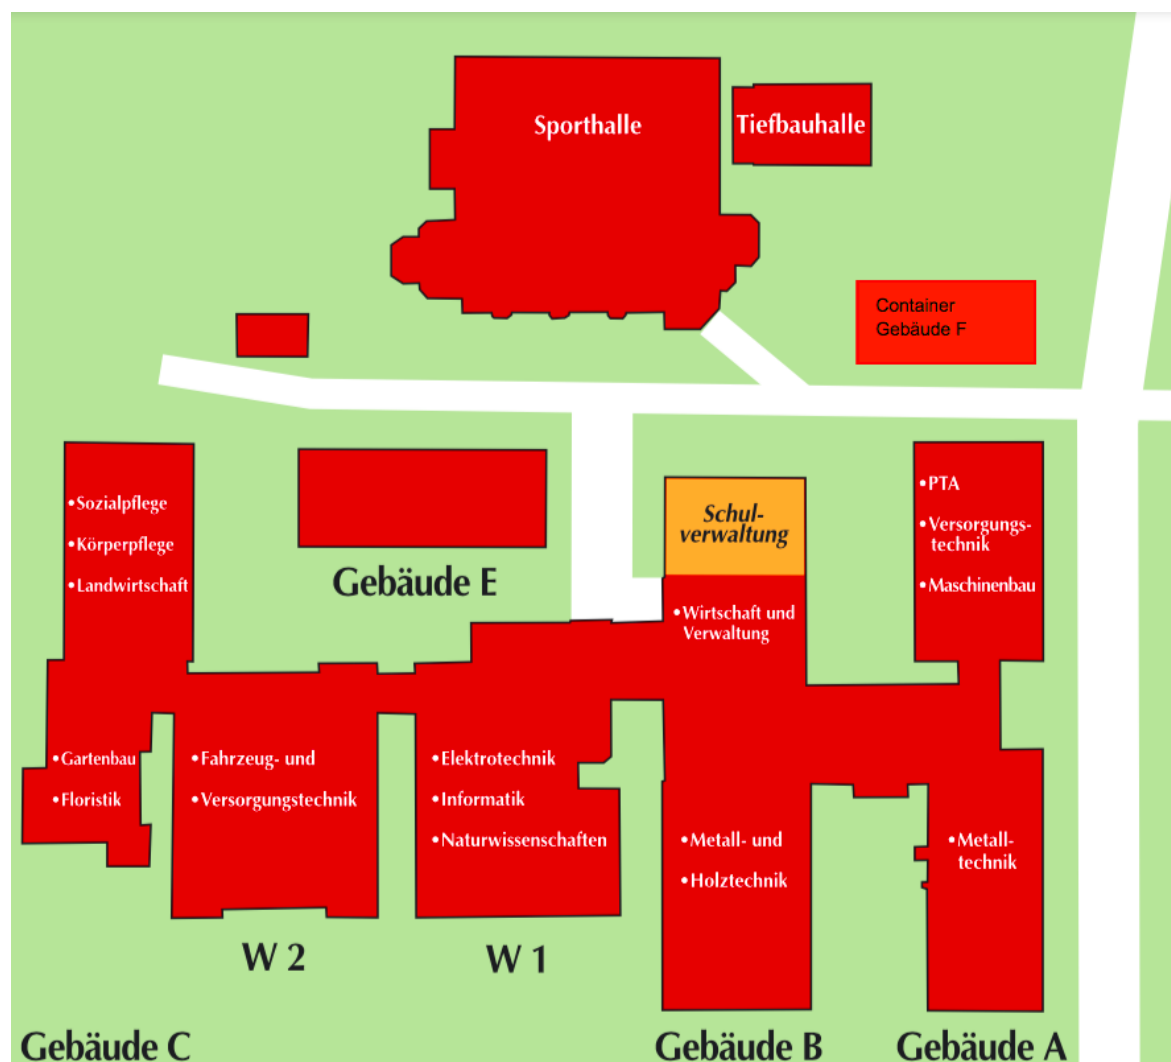 Sporthalle
Tiefbauhalle
Container
Gebäude F
•Sozialpflege
•Körperpflege
•Landwirtschaft
Gebäude E
Schul-
verwaltung
•Wirtschaft und
Verwaltung
•PTA
•Versorgungs-
technik
•Maschinenbau
•Gartenbau
•Floristik
•Fahrzeug- und
•Versorgungstechnik
•Elektrotechnik
•Informatik
•Naturwissenschaften
•Metall- und
•Holztechnik
•Metall-
technik
W 2
W 1
Gebäude C
Gebäude B
Gebäude A